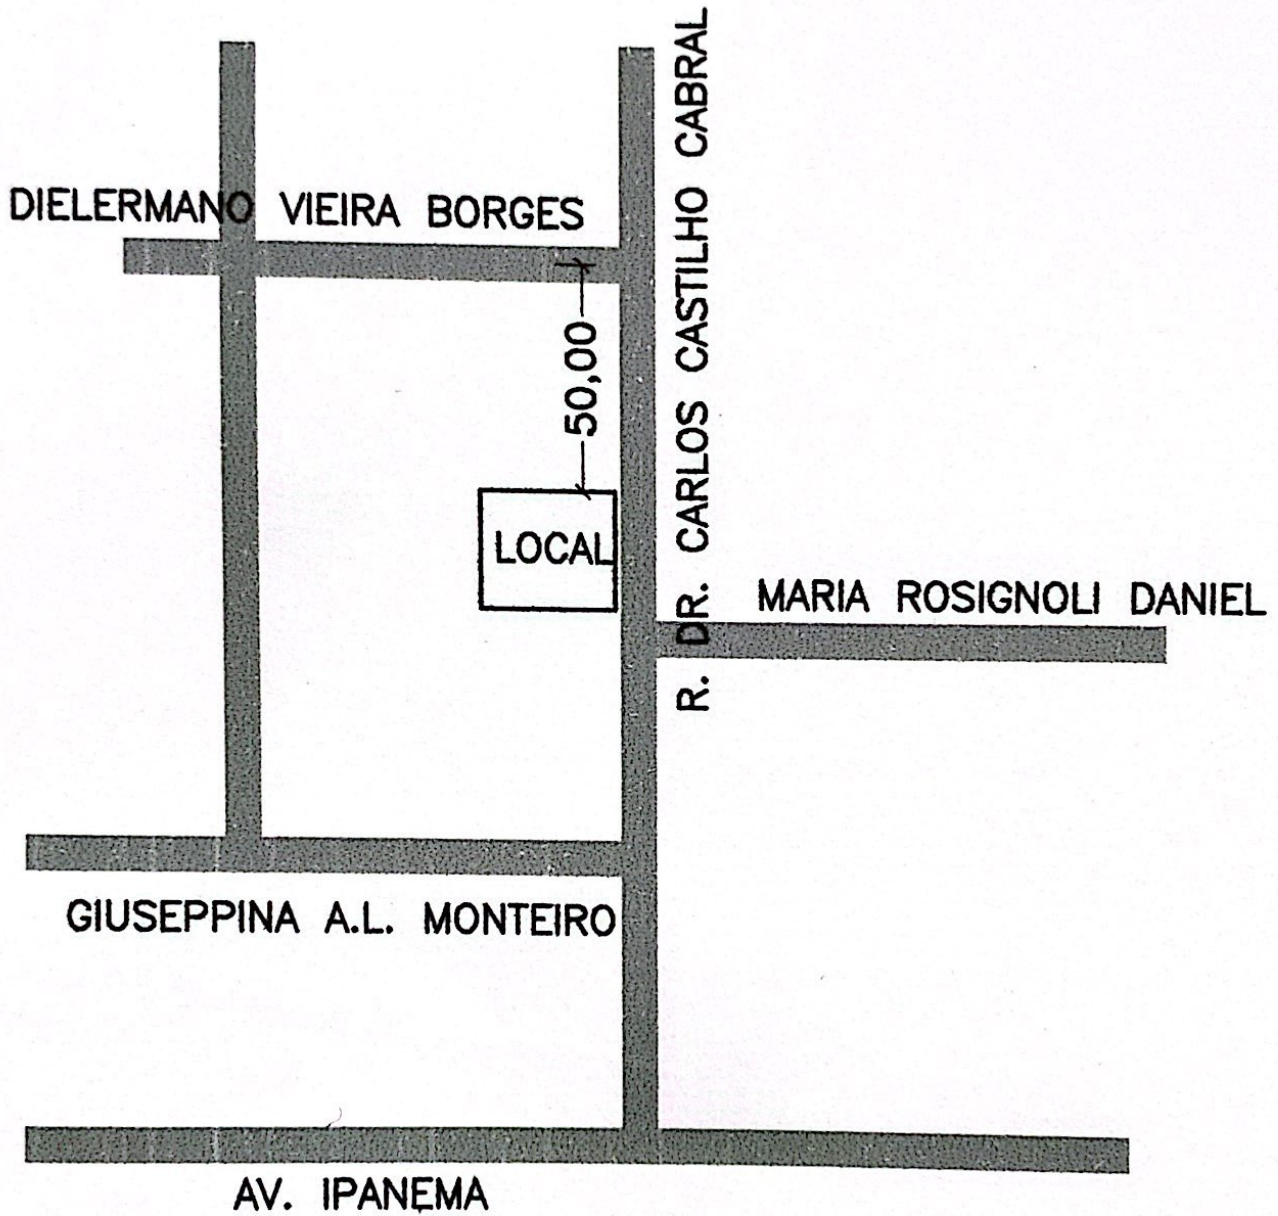 R. DR. CARLOS CASTILHO CABRAL
DIELERMANO VIEIRA BORGES
50,00
LOCAL
MARIA ROSIGNOLI DANIEL
GIUSEPPINA A.L. MONTEIRO
AV. IPANEMA